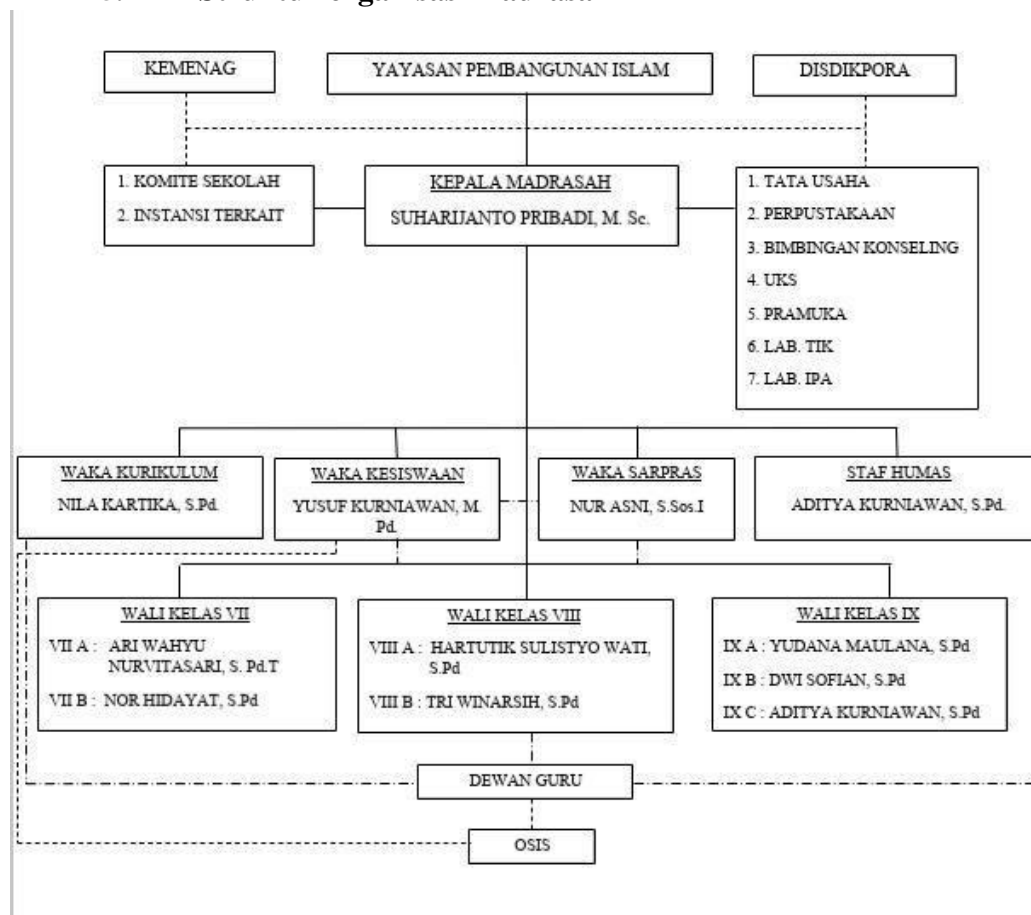 Struktur organisasi Madrasah
KEMENAG
YAYASAN PEMBANGUNAN ISLAM
DISDIKPORA
1. KOMITE SEKOLAH
2. INSTANSI TERKAIT
KEPALA MADRASAH
SUHARIJANTO PRIBADI, M. Sc.
1. TATA USAHA
2. PERPUSTAKAAN
3. BIMBINGAN KONSELING
4. UKS
5. PRAMUKA
6. LAB. TIK
7. LAB. IPA
WAKA KURIKULUM
NILA KARTIKA, S.Pd.
WAKA KESISWAAN
YUSUF KURNIAWAN, M.
Pd.
WAKA SARPRAS
NUR ASNI, S.Sos.I
STAF HUMAS
ADITYA KURNIAWAN, S.Pd.
WALI KELAS VII
VII A : ARI WAHYU
NURVITASARI, S. Pd.T
VII B : NOR HIDAYAT, S.Pd
WALI KELAS VIII
VIII A : HARTUTIK SULISTYO WATI,
S.Pd
VIII B : TRI WINARSIH, S.Pd
WALI KELAS IX
IX A : YUDANA MAULANA, S.Pd
IX B : DWI SOFIAN, S.Pd
IX C : ADITYA KURNIAWAN, S.Pd
DEWAN GURU
OSIS